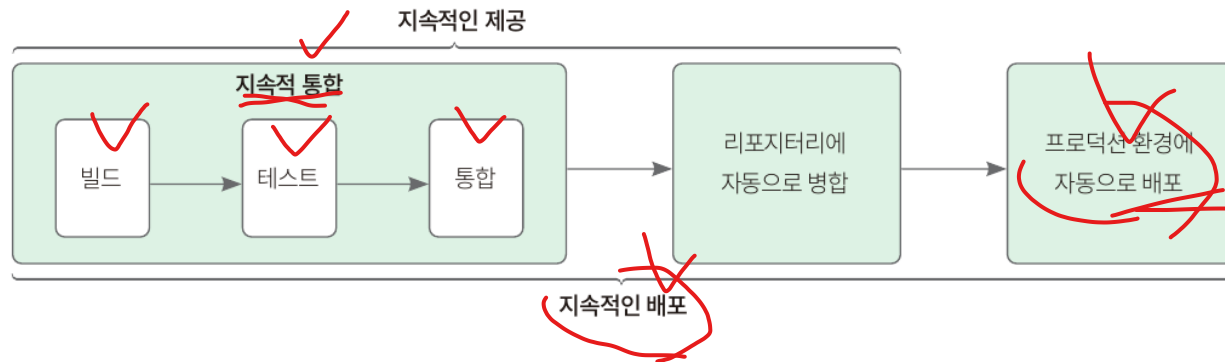 지속적인 제공
지속적 통합
빌드
테스트
통합
리포지터리에
자동으로 병합
프로덕션 환경에
자동으로 배포
지속적인 배포